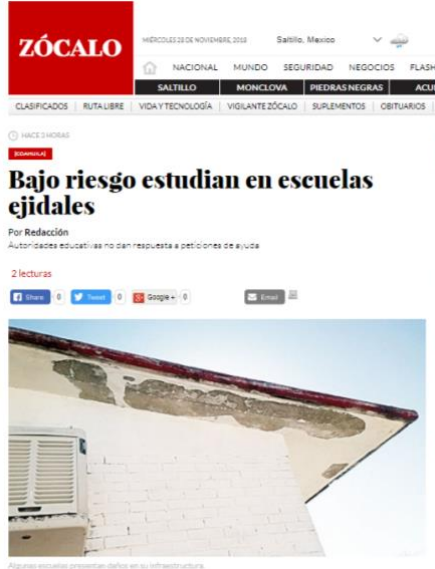 ZÓCALO
MIÉRCOLES 28 DE NOVIEMBRE, 2018 Saltillo, Mexico
NACIONAL MUNDO SEGURIDAD NEGOCIOS FLASH
SALTILLO MONCLOVA PIEDRAS NEGRAS ACU
CLASIFICADOS RUTA LIBRE VIDA Y TECNOLOGÍA VIGILANTE ZÓCALO SUPLEMENTOS OBITUARIOS
HACE 3 HORAS
[COAHUILA]
Bajo riesgo estudian en escuelas
ejidales
Por Redacción
Autoridades educativas no dan respuesta a peticiones de ayuda
2 lecturas
Share 0 Tweet 0 Google + 0 Email
Algunas escuelas presentan daños en su infraestructura.